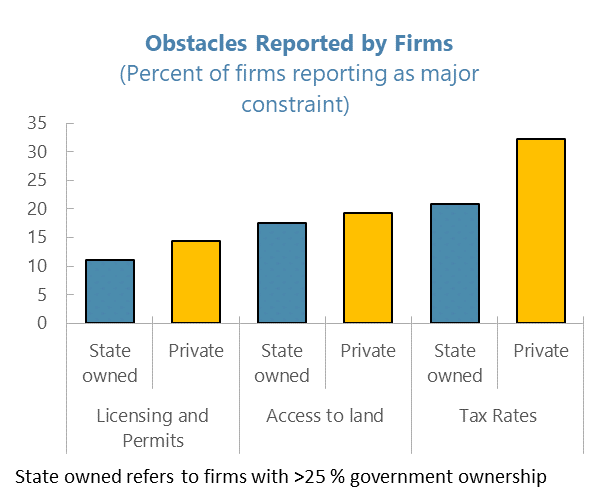 Obstacles Reported by Firms
(Percent of firms reporting as major
constraint)
35
30
25
20
15
10
5
0
State
owned
Private
State
owned
Private
State
owned
Private
Licensing and
Permits
Access to land
Tax Rates
State owned refers to firms with >25 % government ownership